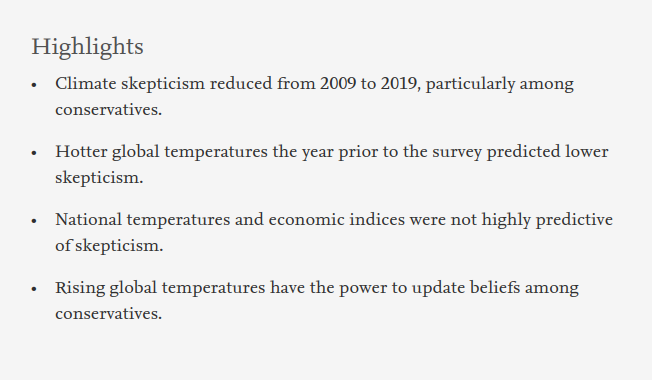 Highlights
• Climate skepticism reduced from 2009 to 2019, particularly among
conservatives.
• Hotter global temperatures the year prior to the survey predicted lower
skepticism.
• National temperatures and economic indices were not highly predictive
of skepticism.
• Rising global temperatures have the power to update beliefs among
conservatives.